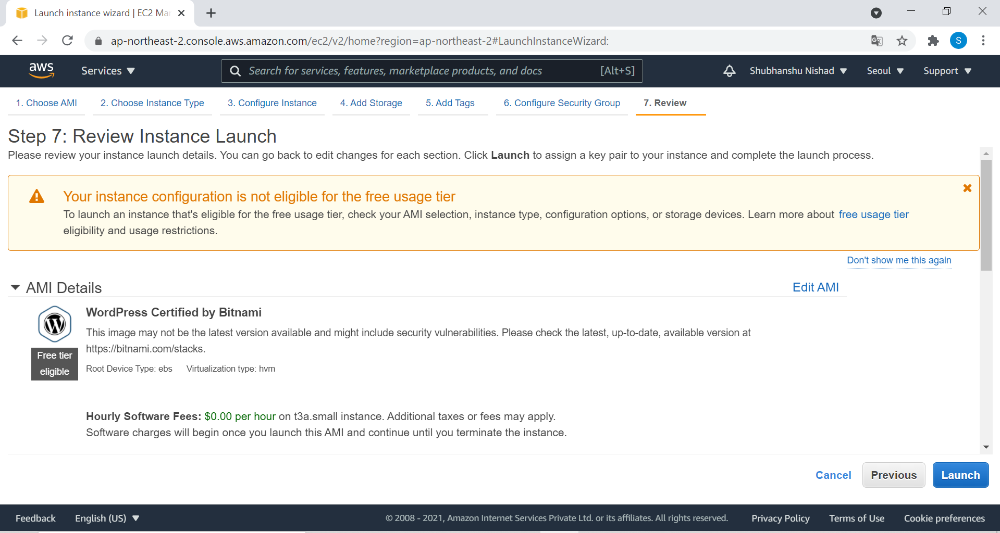 Launch instance wizard | EC2 Ma
ap-northeast-2.console.aws.amazon.com/ec2/v2/home?region=ap-northeast-2#LaunchInstanceWizard:
S
aws
Services
Search for services, features, marketplace products, and docs
[Alt+S]
Shubhanshu Nishad
Seoul
Support
1. Choose AMI
2. Choose Instance Type
3. Configure Instance
4. Add Storage
5. Add Tags
6. Configure Security Group
7. Review
Step 7: Review Instance Launch
Please review your instance launch details. You can go back to edit changes for each section. Click Launch to assign a key pair to your instance and complete the launch process.
Your instance configuration is not eligible for the free usage tier
To launch an instance that's eligible for the free usage tier, check your AMI selection, instance type, configuration options, or storage devices. Learn more about free usage tier
eligibility and usage restrictions.
Don't show me this again
AMI Details
Edit AMI
WordPress Certified by Bitnami
This image may not be the latest version available and might include security vulnerabilities. Please check the latest, up-to-date, available version at
https://bitnami.com/stacks.
Free tier
eligible
Root Device Type: ebs Virtualization type: hvm
Hourly Software Fees: $0.00 per hour on t3a.small instance. Additional taxes or fees may apply.
Software charges will begin once you launch this AMI and continue until you terminate the instance.
Cancel
Previous
Launch
Feedback
English (US)
© 2008 - 2021, Amazon Internet Services Private Ltd. or its affiliates. All rights reserved.
Privacy Policy
Terms of Use
Cookie preferences